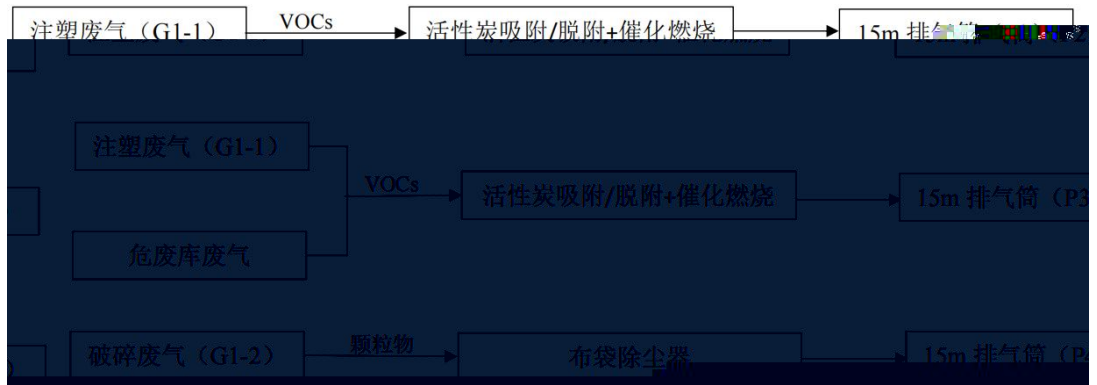 注塑废气（G1-1） VOCs 活性炭吸附/脱附+催化燃烧 15m 排
注塑废气（G1-1）
VOCs 活性炭吸附/脱附+催化燃烧 15m 排气筒（P3
危废库废气
破碎废气（G1-2） 颗粒物 布袋除尘器 15m 排气筒（P4